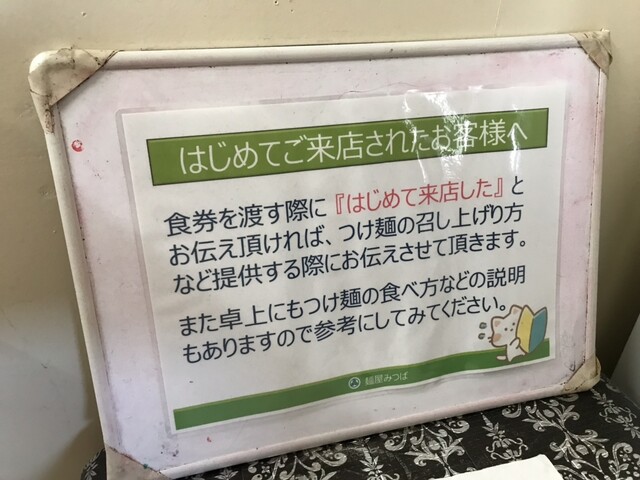 はじめてご来店されたお客様へ
食券を渡す際に『はじめて来店した』と
お伝え頂ければ、つけ麺の召し上げり方
など提供する際にお伝えさせて頂きます。
また卓上にもつけ麺の食べ方などの説明
もありますので参考にしてみてください。
麺屋みつば